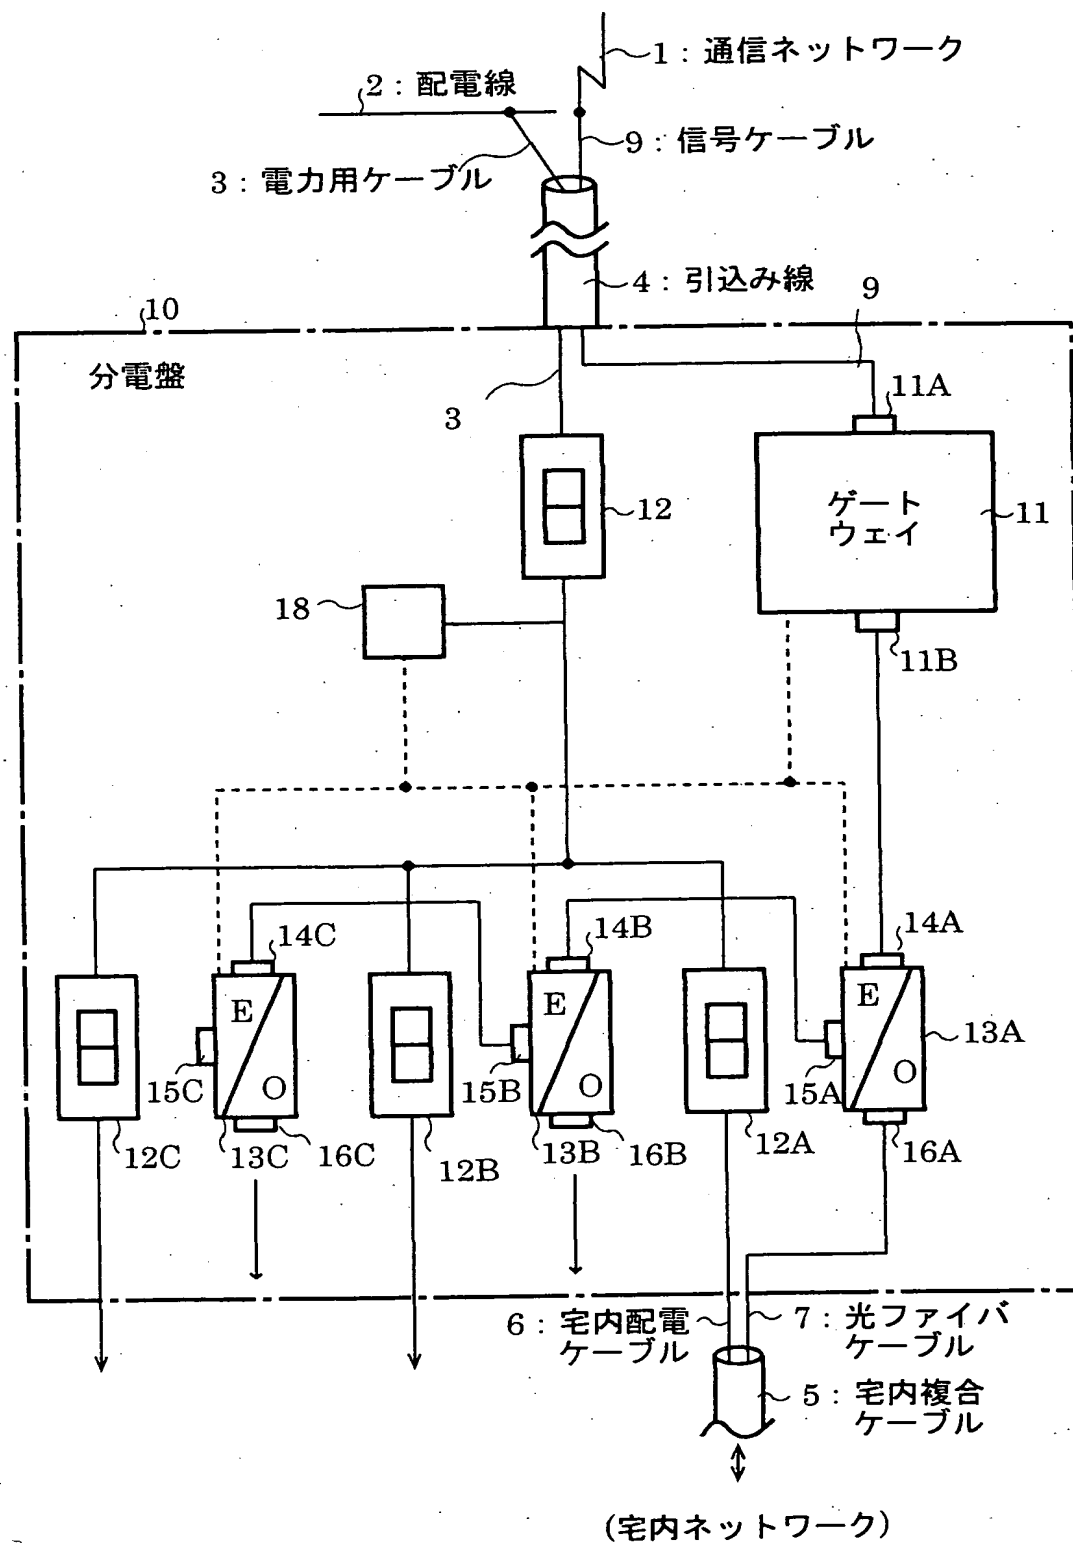 1：通信ネットワーク
2：配電線
9：信号ケーブル
3：電力用ケーブル
4：引込み線
9
10
分電盤
11A
3
ゲート
ウェイ
12
11
18
11B
14C
14B
14A
E
E
E
13A
15C
O
15B
O
15A
O
12C
13C
16C
12B
13B
16B
12A
16A
6：宅内配電
ケーブル
7：光ファイバ
ケーブル
5：宅内複合
ケーブル
(宅内ネットワーク)